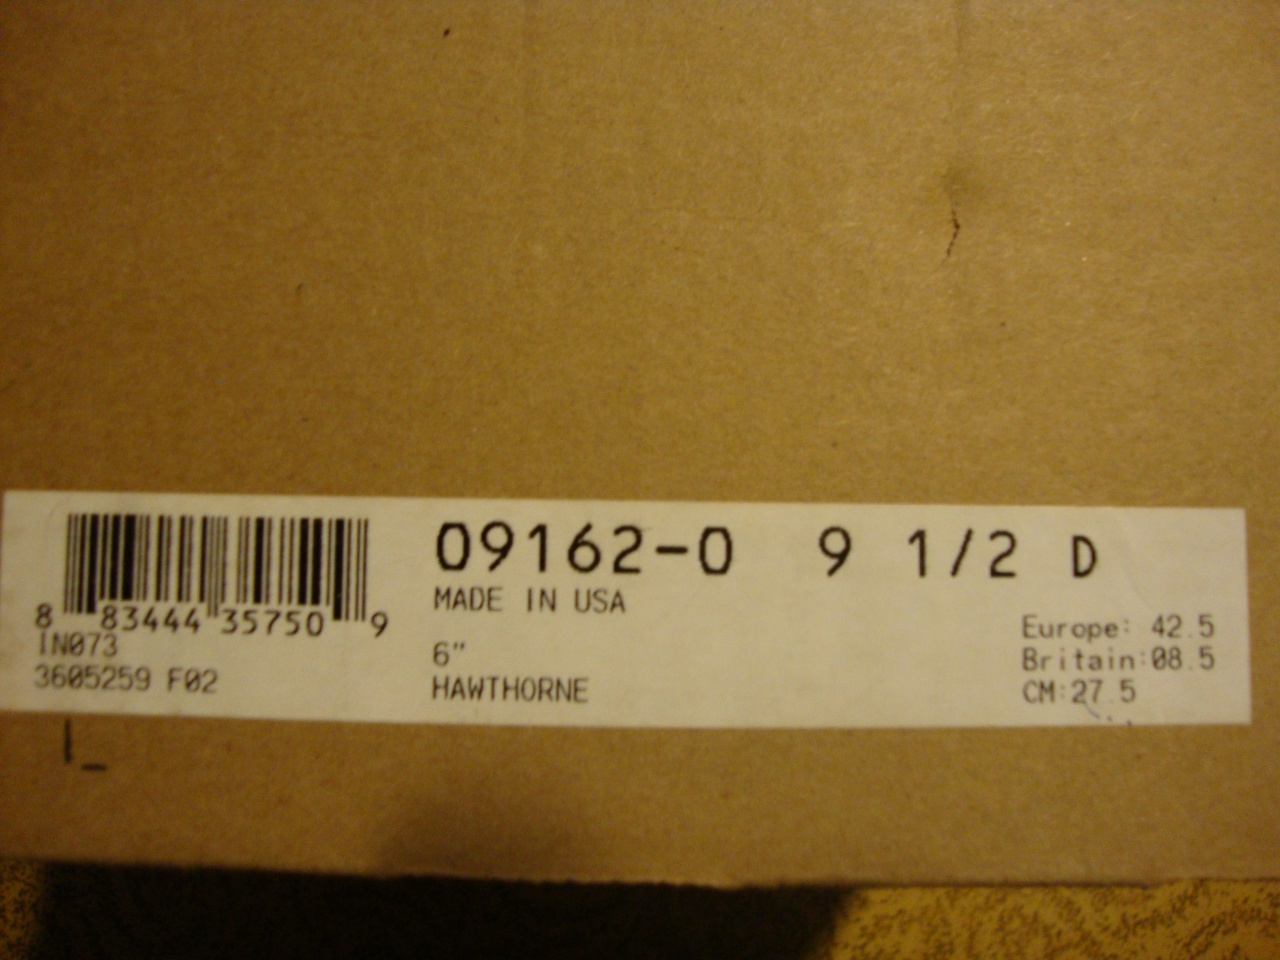 09162-0 9 1/2 D
MADE IN USA
8 83444 35750 9
IN073
3605259 F02
6"
HAWTHORNE
Europe: 42.5
Britain:08.5
CM:27.5